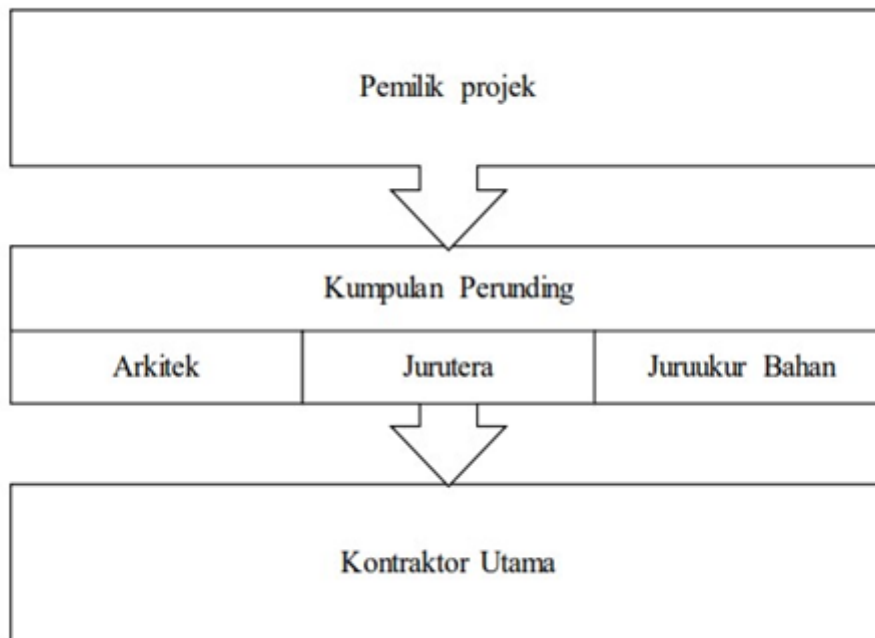 Pemilik projek
Kumpulan Perunding
Arkitek
Jurutera
Juruukur Bahan
Kontraktor Utama